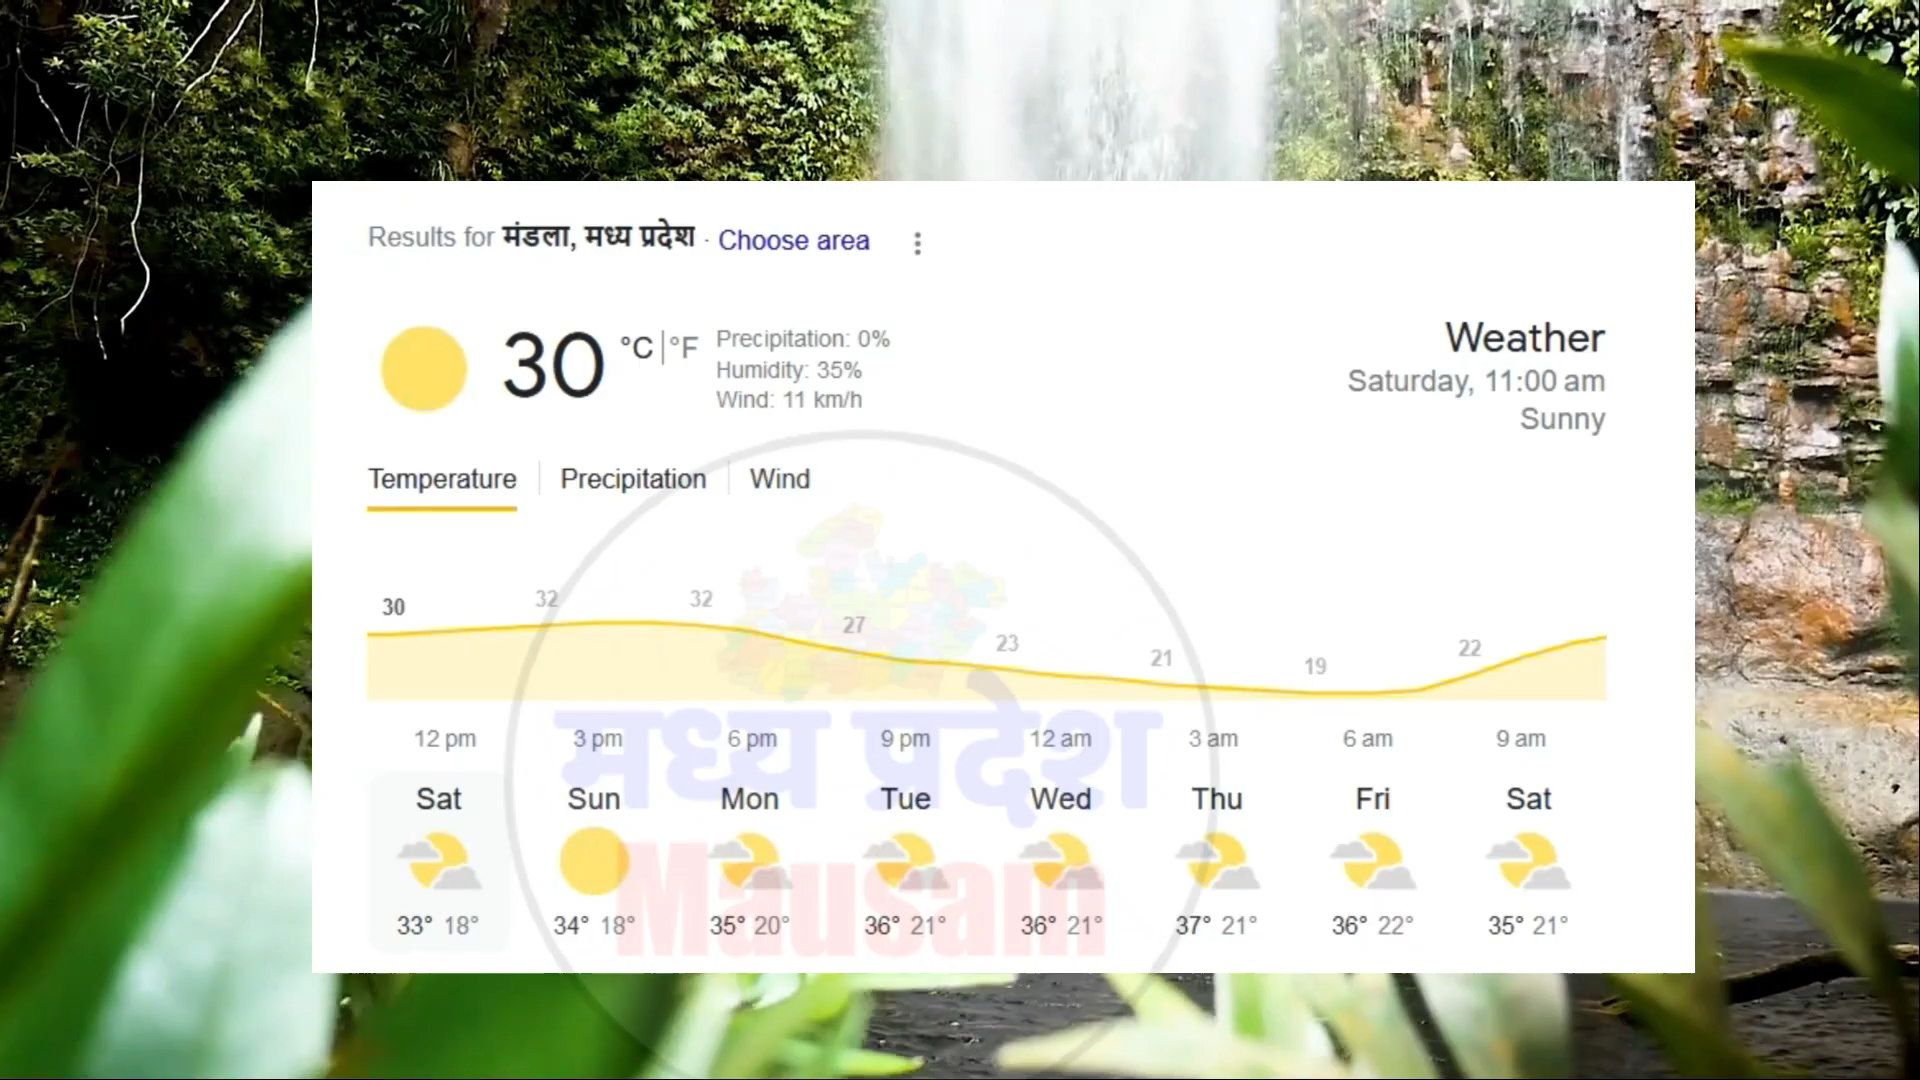 Results for मंडला, मध्य प्रदेश · Choose area
30 °C | °F
Precipitation: 0%
Humidity: 35%
Wind: 11 km/h
Weather
Saturday, 11:00 am
Sunny
Temperature Precipitation Wind
30 32 32 27 23 21 19 22
12 pm 3 pm 6 pm 9 pm 12 am 3 am 6 am 9 am
मध्य प्रदेश
Sat Sun Mon Tue Wed Thu Fri Sat
Mausam
33° 18° 34° 18° 35° 20° 36° 21° 36° 21° 37° 21° 36° 22° 35° 21°